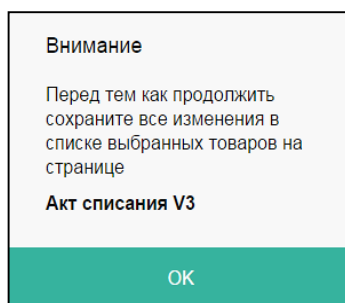 Внимание
Перед тем как продолжить
сохраните все изменения в
списке выбранных товаров на
странице
Акт списания V3
OK